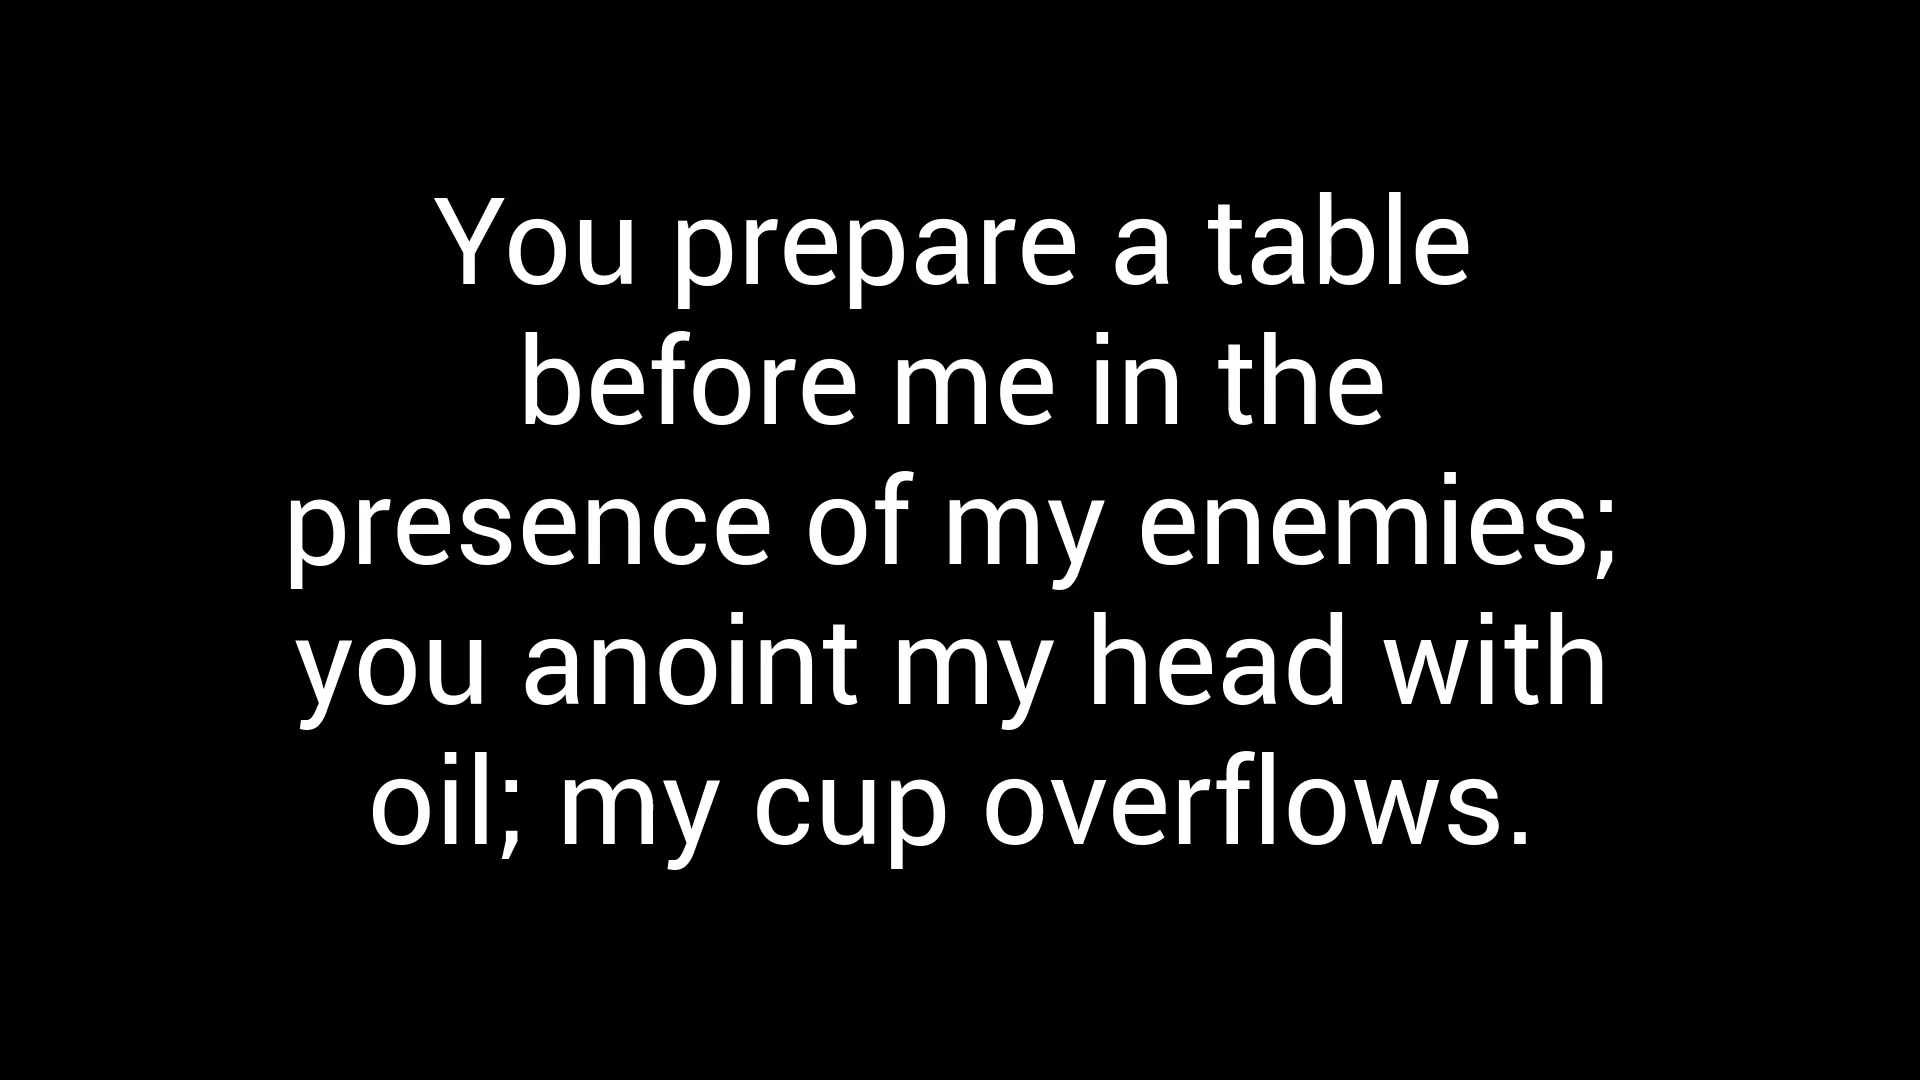 You prepare a table
before me in the
presence of my enemies;
you anoint my head with
oil; my cup overflows.